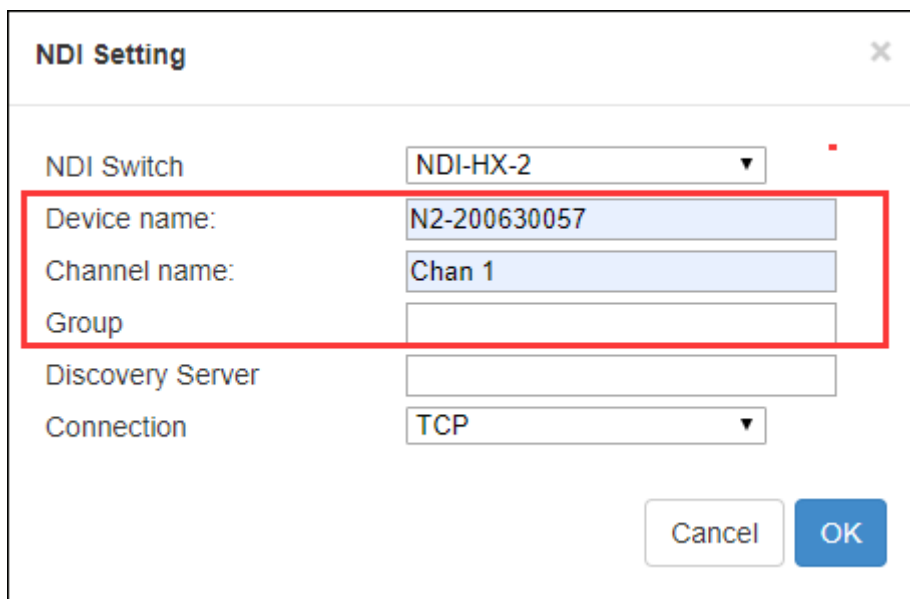 NDI Setting ×
NDI Switch NDI-HX-2
Device name: N2-200630057
Channel name: Chan 1
Group
Discovery Server
Connection TCP
Cancel OK